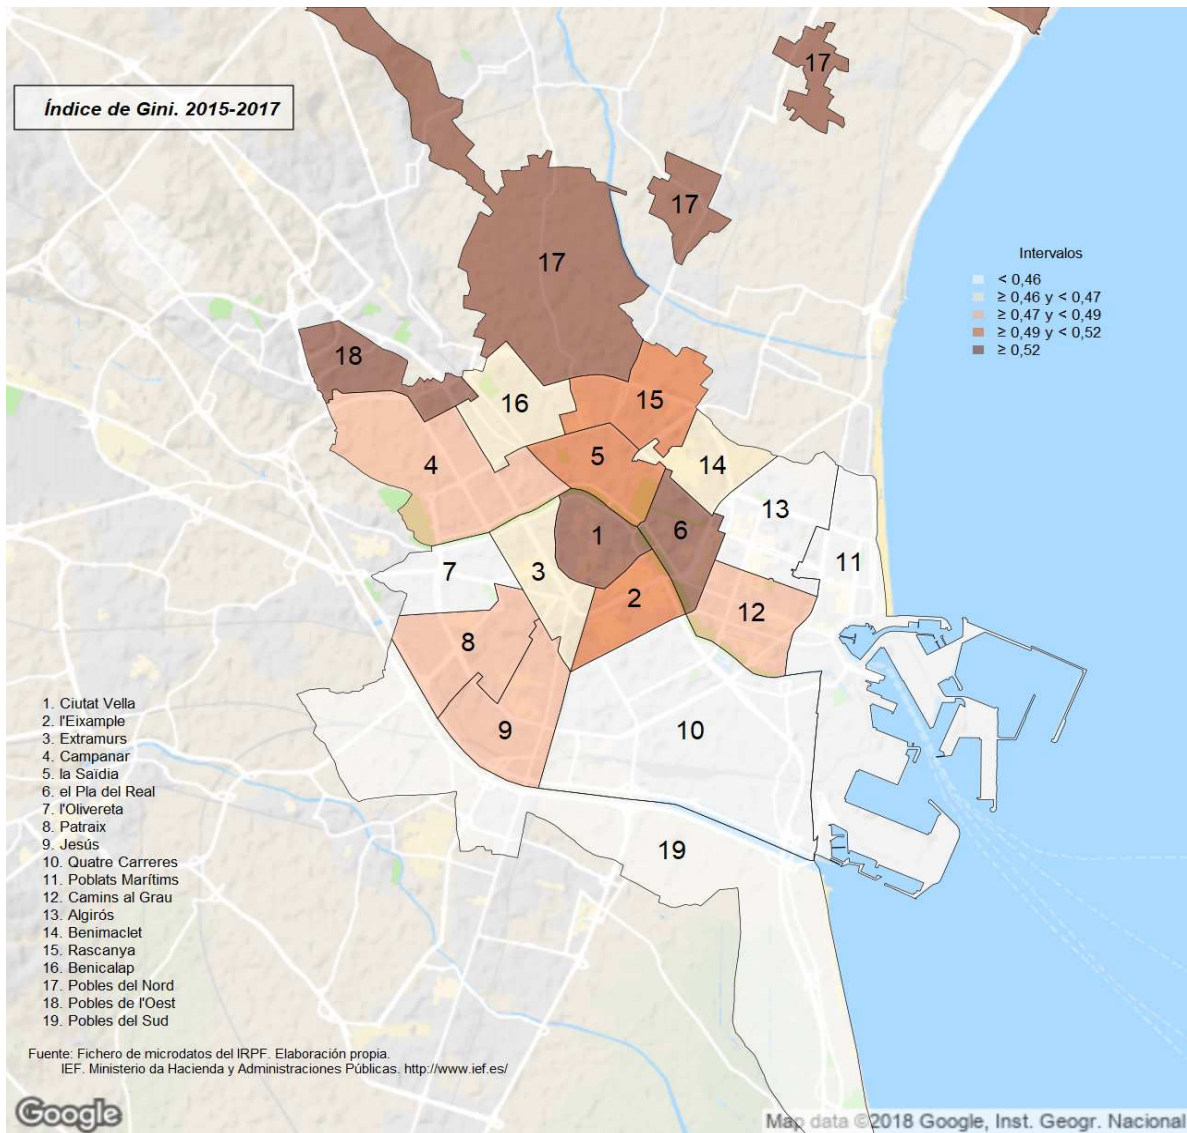 Índice de Gini. 2015-2017
17
17
17
Intervalos
< 0,46
≥ 0,46 y < 0,47
≥ 0,47 y < 0,49
≥ 0,49 y < 0,52
≥ 0,52
18
16
15
4
5
14
13
1
6
11
7
3
2
12
8
9
10
19
1. Ciutat Vella
2. l'Eixample
3. Extramurs
4. Campanar
5. la Saïdia
6. el Pla del Real
7. l'Olivereta
8. Patraix
9. Jesús
10. Quatre Carreres
11. Poblats Marítims
12. Camins al Grau
13. Algirós
14. Benimaclet
15. Rascanya
16. Benicalap
17. Pobles del Nord
18. Pobles de l'Oest
19. Pobles del Sud
Fuente: Fichero de microdatos del IRPF. Elaboración propia.
IEF. Ministerio da Hacienda y Administraciones Públicas. http://www.ief.es/
Google
Map data ©2018 Google, Inst. Geogr. Nacional